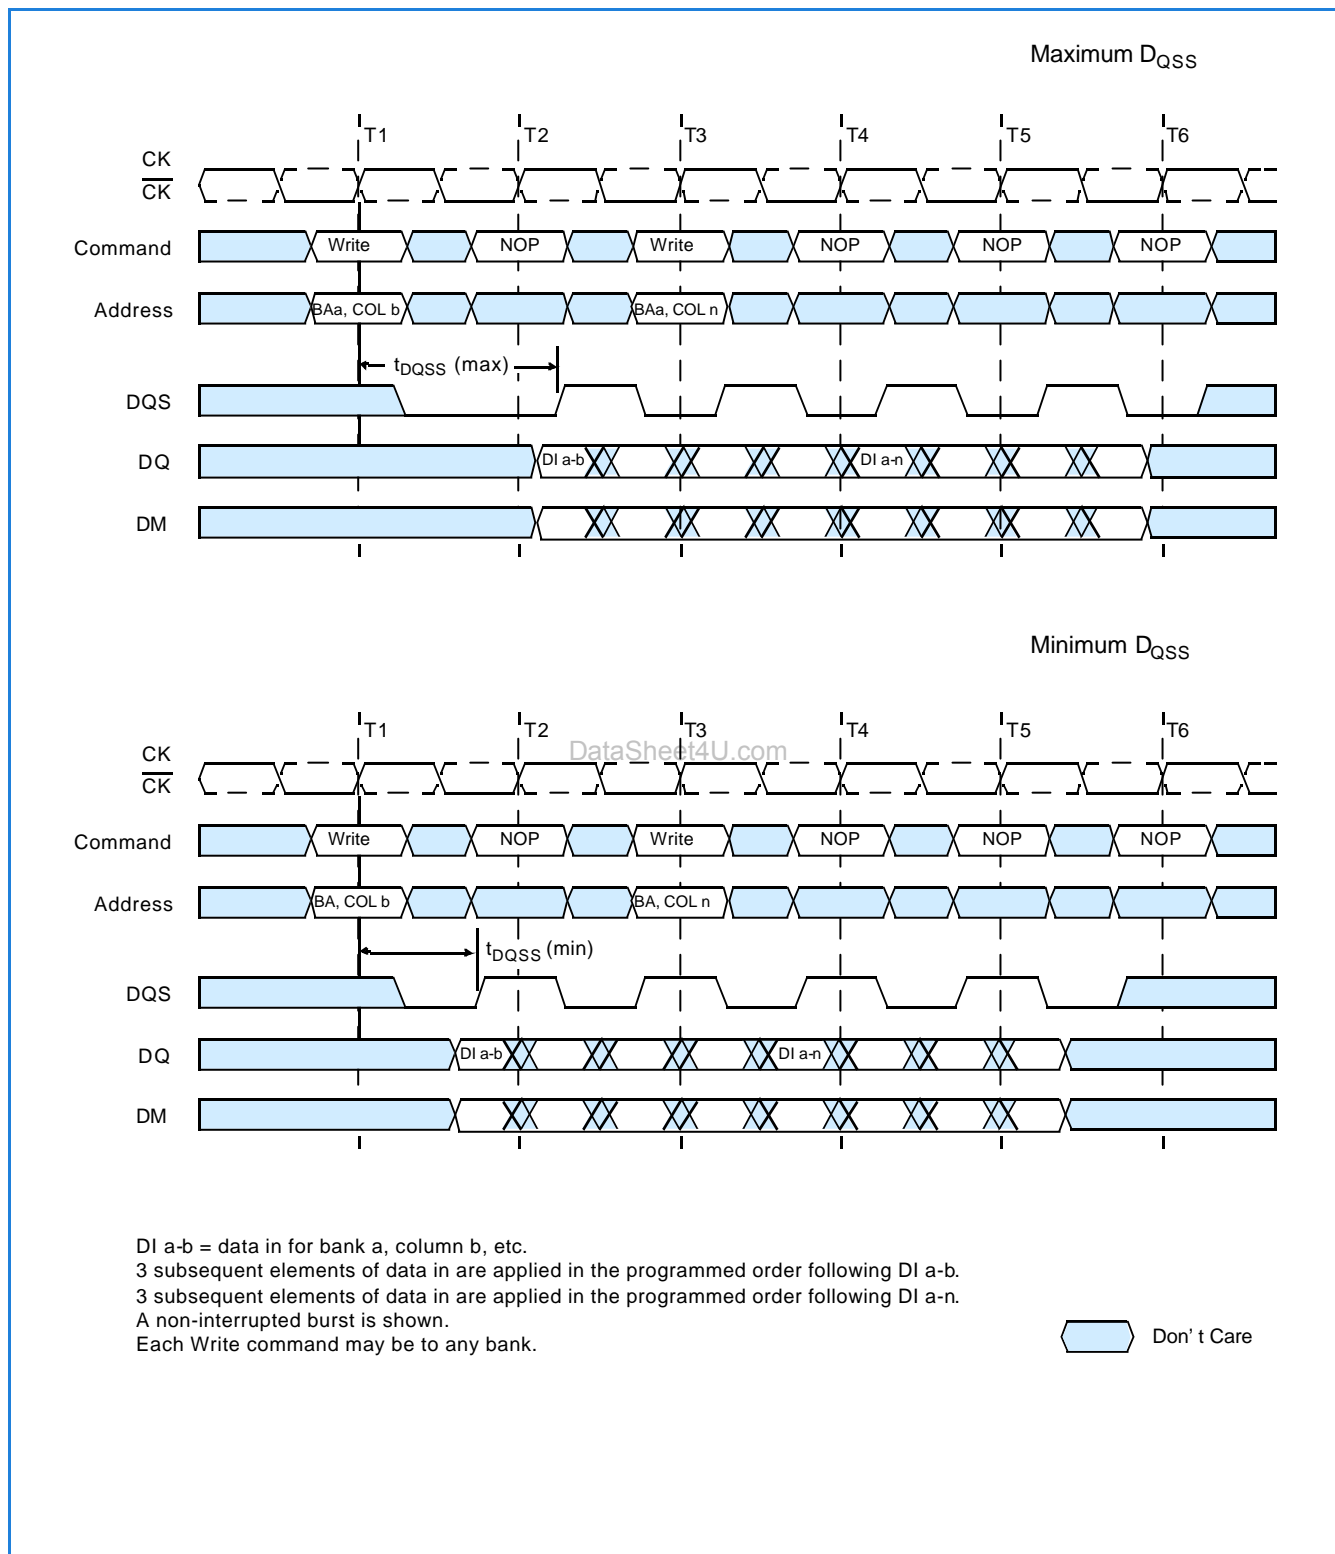 Maximum DQSS
T1 T2 T3 T4 T5 T6
CK
CK
Command Write NOP Write NOP NOP NOP
Address BAa, COL b BAa, COL n
tDQSS (max)
DQS
DQ DI a-b DI a-n
DM
Minimum DQSS
T1 T2 T3 T4 T5 T6
DataSheet4U.com
CK
CK
Command Write NOP Write NOP NOP NOP
Address BA, COL b BA, COL n
tDQSS (min)
DQS
DQ DI a-b DI a-n
DM
DI a-b = data in for bank a, column b, etc.
3 subsequent elements of data in are applied in the programmed order following DI a-b.
3 subsequent elements of data in are applied in the programmed order following DI a-n.
A non-interrupted burst is shown.
Each Write command may be to any bank.
Don' t Care